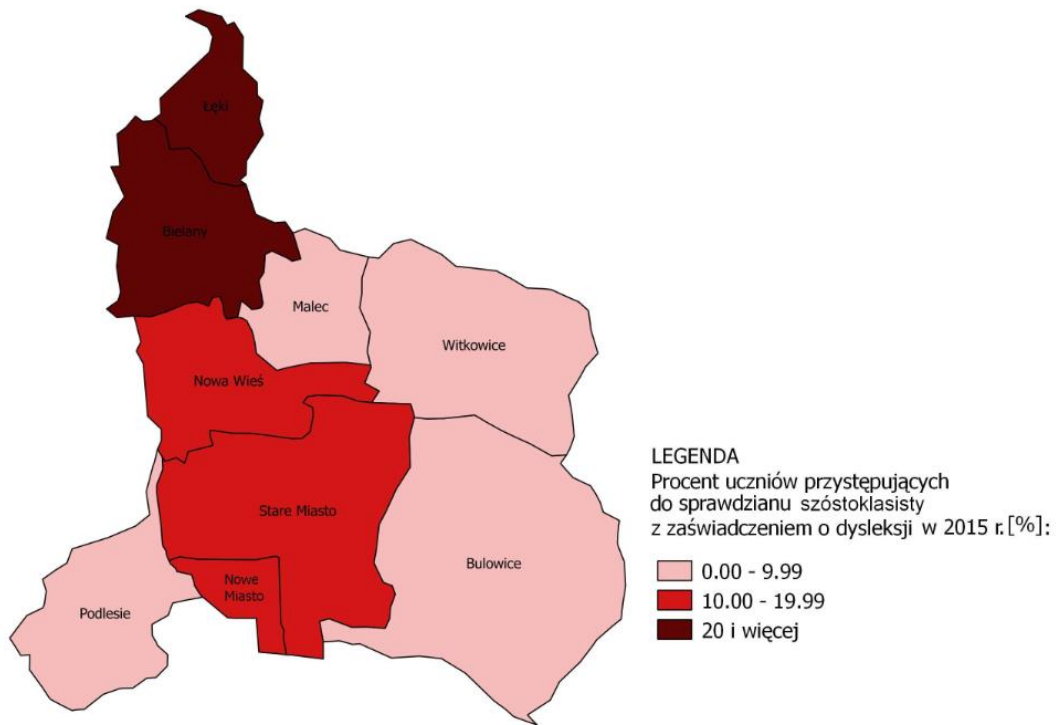 Łęki
Bielany
Malec
Witkowice
Nowa Wieś
Stare Miasto
Bulowice
Nowe
Miasto
Podlesie
LEGENDA
Procent uczniów przystępujących
do sprawdzianu szóstoklasisty
z zaświadczeniem o dysleksji w 2015 r.[%]:
0.00 - 9.99
10.00 - 19.99
20 i więcej